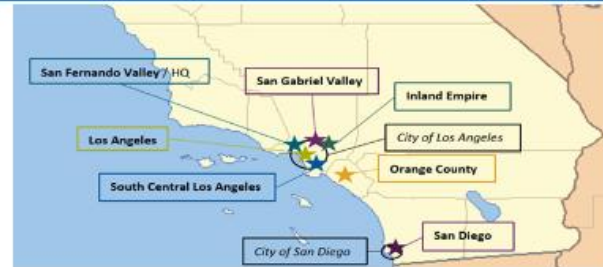 San Fernando Valley / HQ
San Gabriel Valley
Inland Empire
Los Angeles
City of Los Angeles
South Central Los Angeles
Orange County
San Diego
City of San Diego